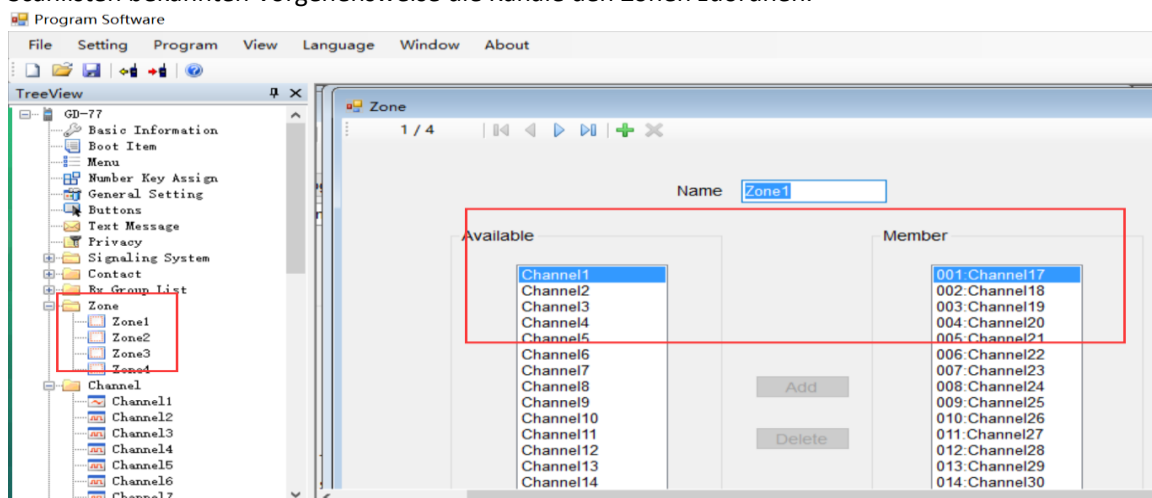 Program Software
File Setting Program View Language Window About
TreeView
GD-77
Basic Information
Boot Item
Menu
Number Key Assign
General Setting
Buttons
Text Message
Privacy
Signaling System
Contact
Rx Group List
Zone
Zone1
Zone2
Zone3
Zone4
Channel
Channel1
Channel2
Channel3
Channel4
Channel5
Channel6
Channel7
Zone
1 / 4
Name Zone1
Available
Channel1
Channel2
Channel3
Channel4
Channel5
Channel6
Channel7
Channel8
Channel9
Channel10
Channel11
Channel12
Channel13
Channel14
Add
Delete
Member
001:Channel17
002:Channel18
003:Channel19
004:Channel20
005:Channel21
006:Channel22
007:Channel23
008:Channel24
009:Channel25
010:Channel26
011:Channel27
012:Channel28
013:Channel29
014:Channel30